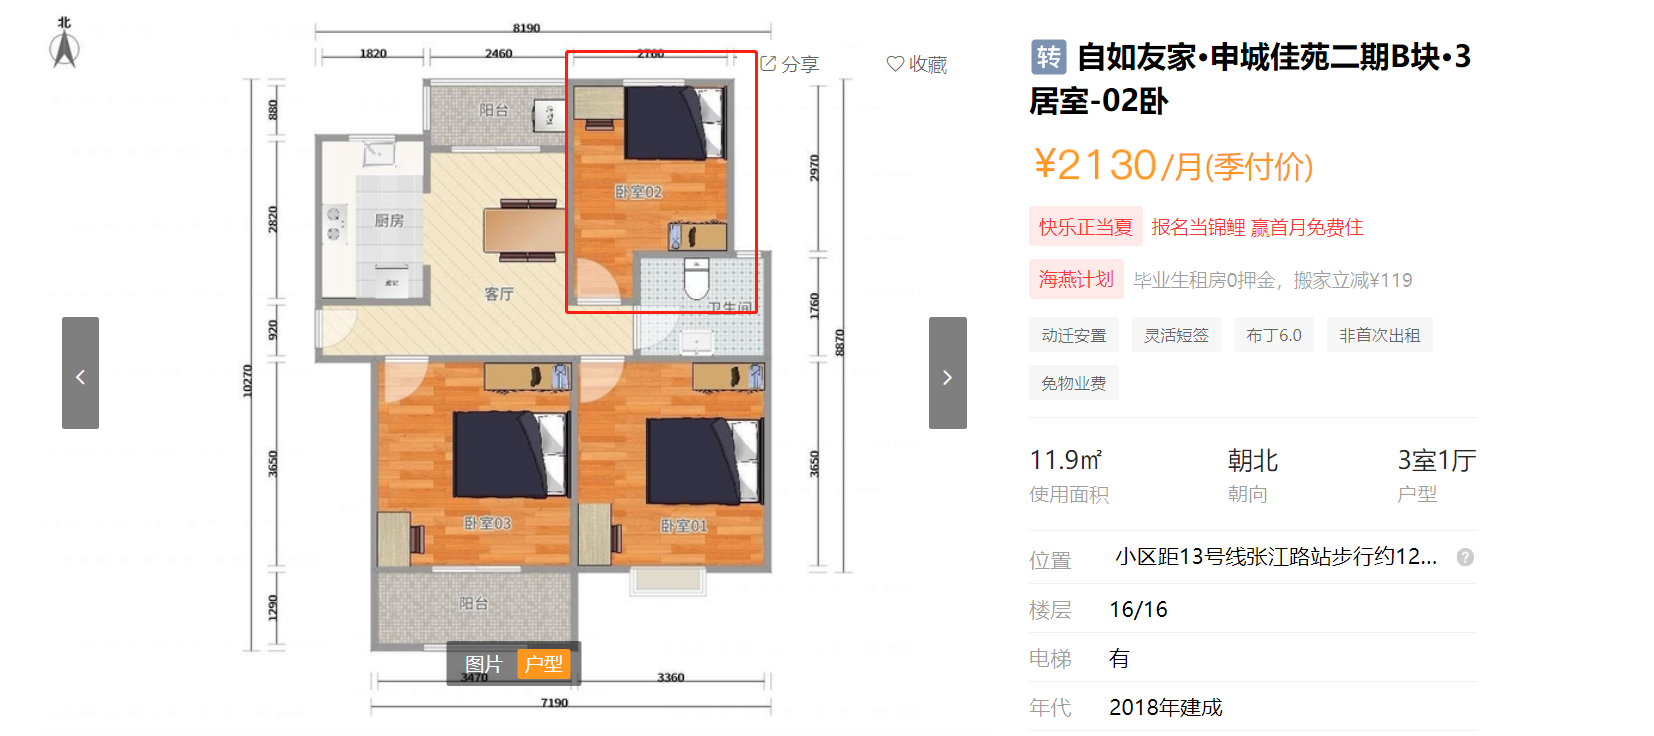 北
8190
1820
2460
2760
分享
收藏
880
2820
920
10270
3650
1290
2970
1760
8870
3650
阳台
厨房
客厅
卧室02
卫生间
卧室03
卧室01
阳台
图片
户型
3470
3360
7190
转 自如友家·申城佳苑二期B块·3
居室-02卧
¥2130/月(季付价)
快乐正当夏 报名当锦鲤 赢首月免费住
海燕计划 毕业生租房0押金，搬家立减¥119
动迁安置 灵活短签 布丁6.0 非首次出租
免物业费
11.9㎡ 朝北 3室1厅
使用面积 朝向 户型
位置 小区距13号线张江路站步行约12... ?
楼层 16/16
电梯 有
年代 2018年建成